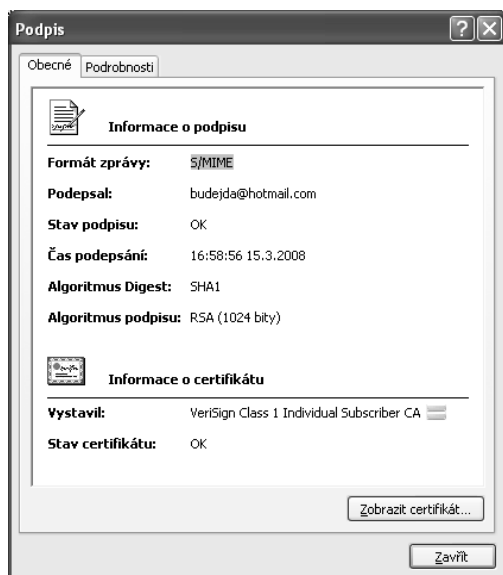 Podpis
Obecné Podrobnosti
Informace o podpisu
Formát zprávy: S/MIME
Podepsal: budejda@hotmail.com
Stav podpisu: OK
Čas podepsání: 16:58:56 15.3.2008
Algoritmus Digest: SHA1
Algoritmus podpisu: RSA (1024 bity)
Informace o certifikátu
Vystavil: VeriSign Class 1 Individual Subscriber CA
Stav certifikátu: OK
Zobrazit certifikát...
Zavřít